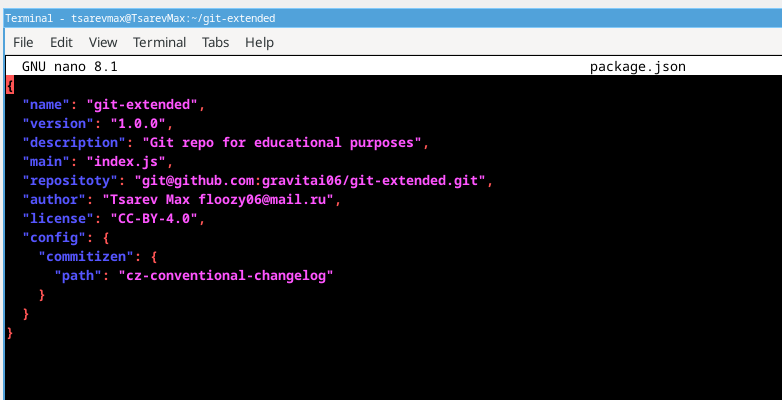 Terminal - tsarevmax@TsarevMax:~/git-extended
File Edit View Terminal Tabs Help
GNU nano 8.1 package.json
{
"name": "git-extended",
"version": "1.0.0",
"description": "Git repo for educational purposes",
"main": "index.js",
"repositoty": "git@github.com:gravitai06/git-extended.git",
"author": "Tsarev Max floozy06@mail.ru",
"license": "CC-BY-4.0",
"config": {
"commitizen": {
"path": "cz-conventional-changelog"
}
}
}